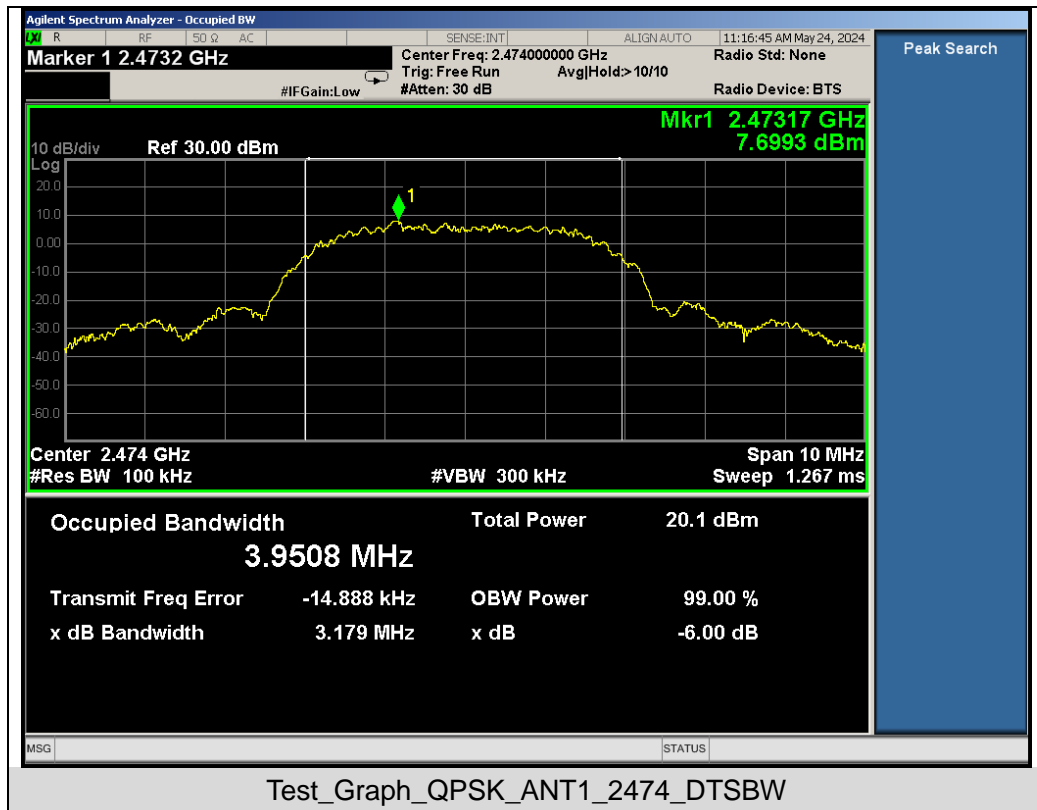 Agilent Spectrum Analyzer - Occupied BW
LXI R RF 50 Ω AC SENSE:INT ALIGN AUTO 11:16:45 AM May 24, 2024
Marker 1 2.4732 GHz Center Freq: 2.474000000 GHz Radio Std: None
Trig: Free Run Avg|Hold:>10/10
#IFGain:Low #Atten: 30 dB Radio Device: BTS
Peak Search
Mkr1 2.47317 GHz
7.6993 dBm
10 dB/div Ref 30.00 dBm
Log
20.0
10.0
0.00
-10.0
-20.0
-30.0
-40.0
-50.0
-60.0
1
Center 2.474 GHz Span 10 MHz
#Res BW 100 kHz #VBW 300 kHz Sweep 1.267 ms
Occupied Bandwidth Total Power 20.1 dBm
3.9508 MHz
Transmit Freq Error -14.888 kHz OBW Power 99.00 %
x dB Bandwidth 3.179 MHz x dB -6.00 dB
MSG STATUS
Test_Graph_QPSK_ANT1_2474_DTSBW